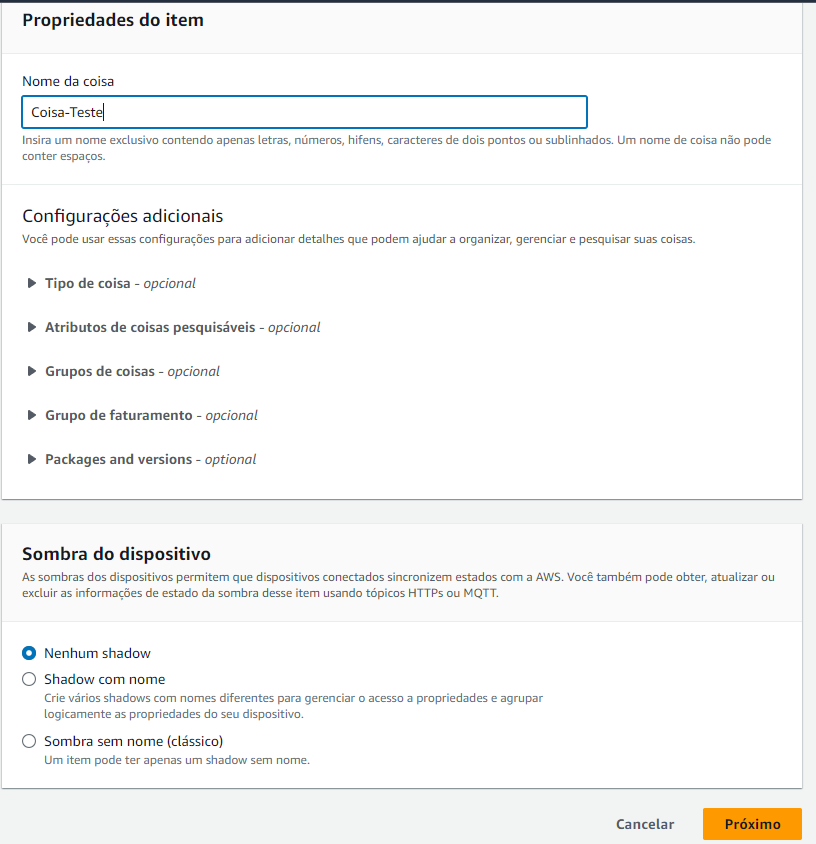 Propriedades do item
Nome da coisa
Coisa-Teste
Insira um nome exclusivo contendo apenas letras, números, hifens, caracteres de dois pontos ou sublinhados. Um nome de coisa não pode
conter espaços.
Configurações adicionais
Você pode usar essas configurações para adicionar detalhes que podem ajudar a organizar, gerenciar e pesquisar suas coisas.
Tipo de coisa - opcional
Atributos de coisas pesquisáveis - opcional
Grupos de coisas - opcional
Grupo de faturamento - opcional
Packages and versions - optional
Sombra do dispositivo
As sombras dos dispositivos permitem que dispositivos conectados sincronizem estados com a AWS. Você também pode obter, atualizar ou
excluir as informações de estado da sombra desse item usando tópicos HTTPs ou MQTT.
Nenhum shadow
Shadow com nome
Crie vários shadows com nomes diferentes para gerenciar o acesso a propriedades e agrupar
logicamente as propriedades do seu dispositivo.
Sombra sem nome (clássico)
Um item pode ter apenas um shadow sem nome.
Cancelar
Próximo